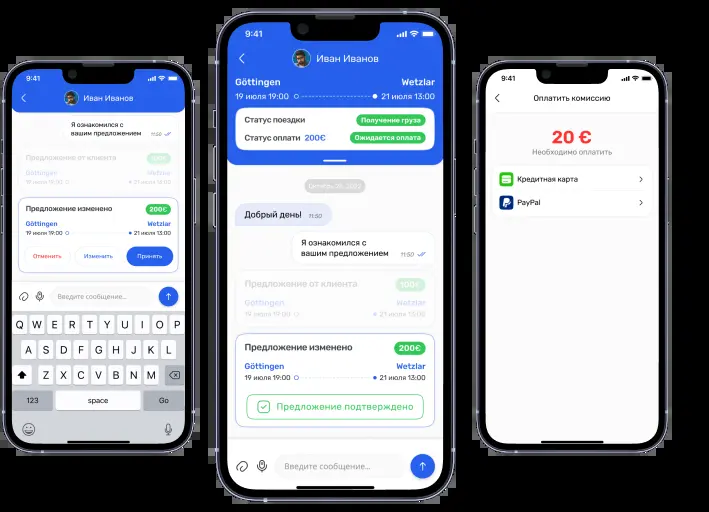 9:41
Иван Иванов
Я ознакомился с
вашим предложением
11:50
Предложение от клиента
100€
Göttingen Wetzlar
19 июля 19:00 21 июля 13:00
Предложение изменено
200€
Göttingen Wetzlar
19 июля 19:00 21 июля 13:00
Отменить Изменить Принять
Введите сообщение...
Q W E R T Y U I O P
A S D F G H J K L
Z X C V B N M
123 space Go
9:41
Иван Иванов
Göttingen Wetzlar
19 июля 19:00 21 июля 13:00
Статус поездки Получение груза
Статус оплати 200€ Ожидается оплата
Добрый день! 11:50
Я ознакомился с
вашим предложением 11:50
Предложение от клиента 100€
Göttingen Wetzlar
19 июля 19:00 21 июля 13:00
Предложение изменено 200€
Göttingen Wetzlar
19 июля 19:00 21 июля 13:00
Предложение подтверждено
Введите сообщение...
9:41
Оплатить комиссию
20 €
Необходимо оплатить
Кредитная карта
PayPal